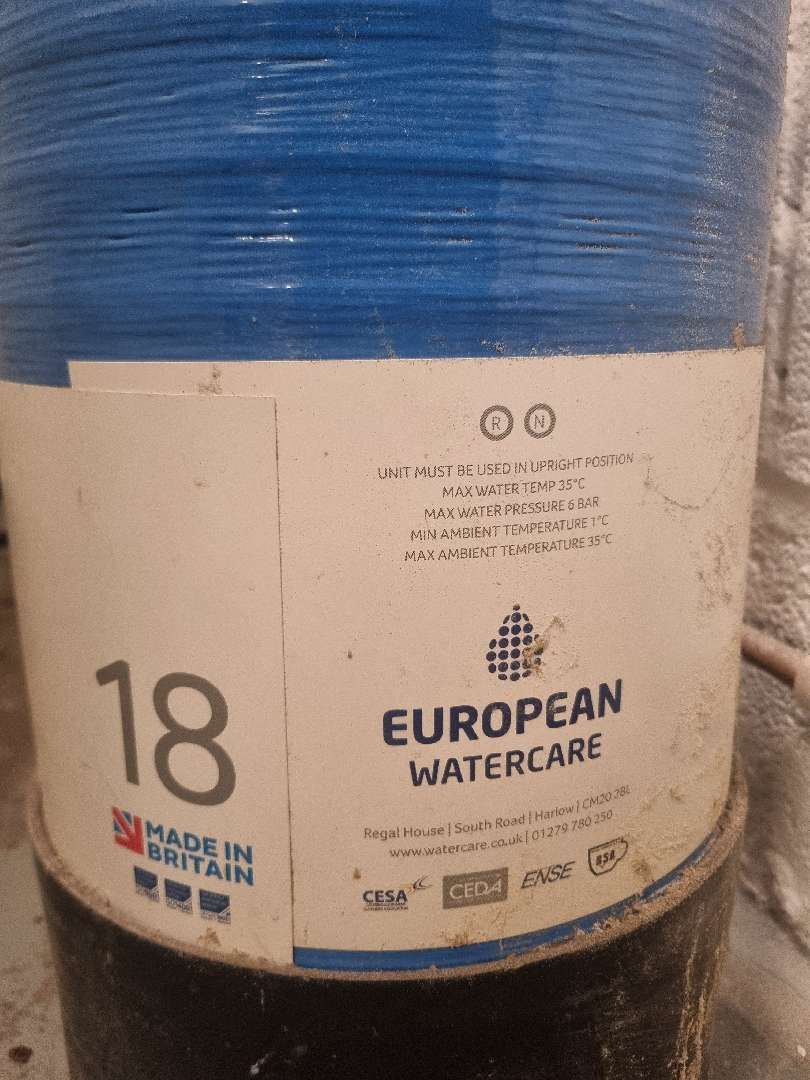 R N
UNIT MUST BE USED IN UPRIGHT POSITION
MAX WATER TEMP 35°C
MAX WATER PRESSURE 6 BAR
MIN AMBIENT TEMPERATURE 1°C
MAX AMBIENT TEMPERATURE 35°C
EUROPEAN
WATERCARE
Regal House | South Road | Harlow | CM20 2BL
www.watercare.co.uk | 01279 780 250
CESA CEDA ENSE BSA
18
MADE IN
BRITAIN